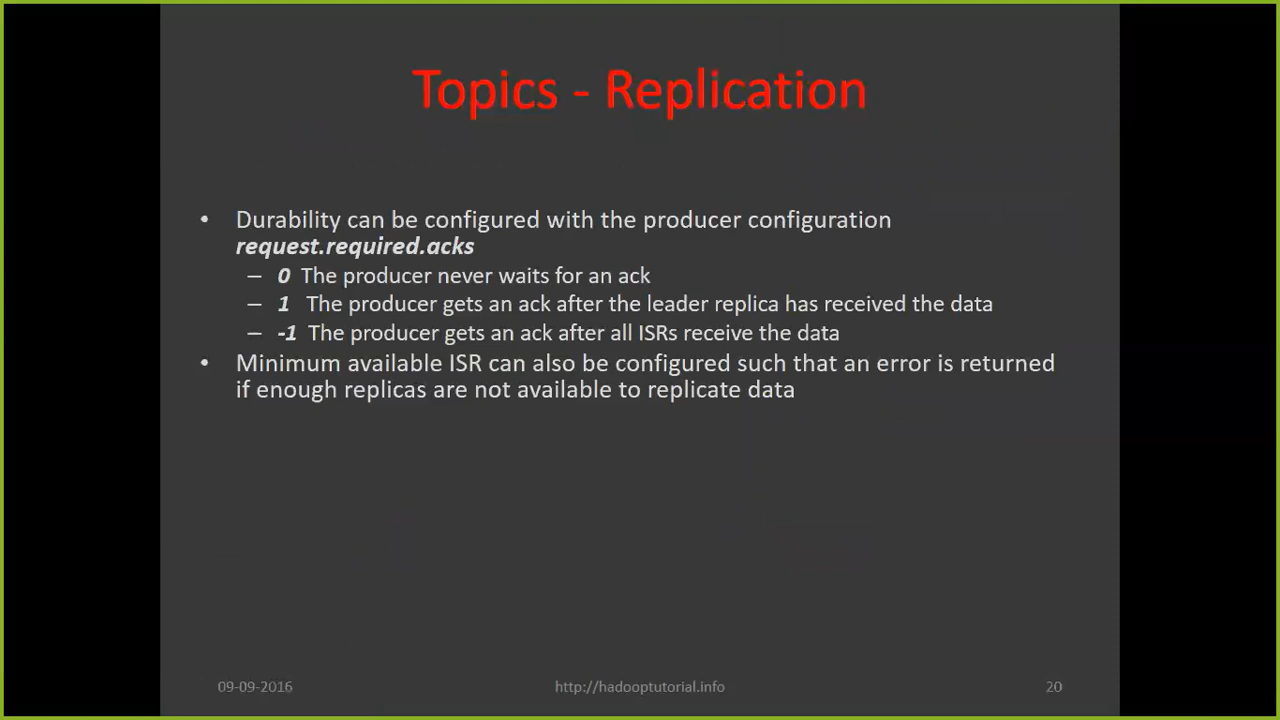 Topics - Replication
• Durability can be configured with the producer configuration
request.required.acks
– 0 The producer never waits for an ack
– 1 The producer gets an ack after the leader replica has received the data
– -1 The producer gets an ack after all ISRs receive the data
• Minimum available ISR can also be configured such that an error is returned
if enough replicas are not available to replicate data
09-09-2016 http://hadooptutorial.info 20